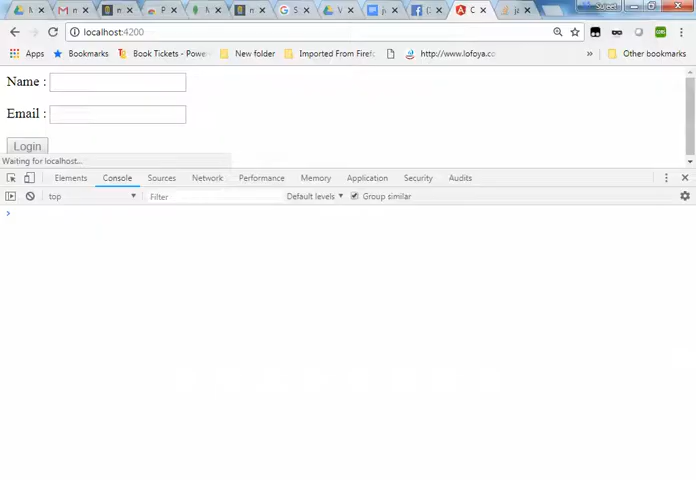 Sujeet
localhost:4200
Apps Bookmarks Book Tickets - Powe New folder Imported From Firefo http://www.lofoya.co » Other bookmarks
Name :
Email :
Login
Waiting for localhost...
Elements Console Sources Network Performance Memory Application Security Audits
top Filter Default levels Group similar